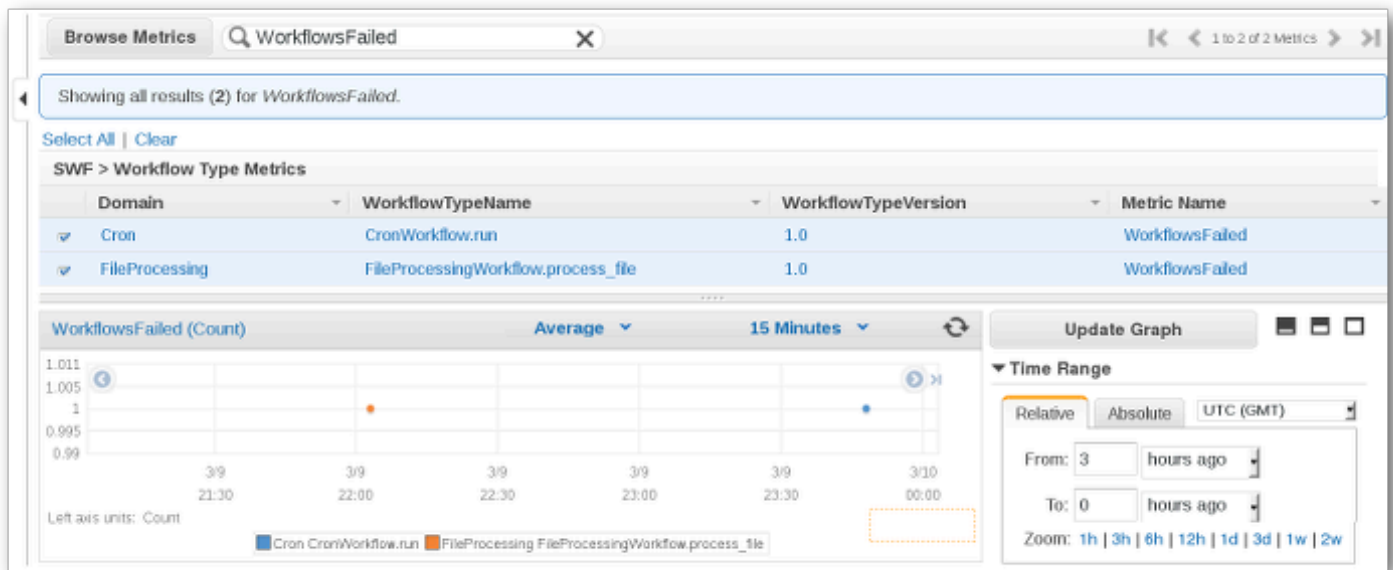 Browse Metrics WorkflowsFailed 1 to 2 of 2 Metrics
Showing all results (2) for WorkflowsFailed.
Select All | Clear
SWF > Workflow Type Metrics
Domain WorkflowTypeName WorkflowTypeVersion Metric Name
Cron CronWorkflow.run 1.0 WorkflowsFailed
FileProcessing FileProcessingWorkflow.process_file 1.0 WorkflowsFailed
WorkflowsFailed (Count) Average 15 Minutes
1.011
1.005
1
0.995
0.99
3/9 3/9 3/9 3/9 3/9 3/10
21:30 22:00 22:30 23:00 23:30 00:00
Left axis units: Count
Cron CronWorkflow.run FileProcessing FileProcessingWorkflow.process_file
Update Graph
Time Range
Relative Absolute UTC (GMT)
From: 3 hours ago
To: 0 hours ago
Zoom: 1h | 3h | 6h | 12h | 1d | 3d | 1w | 2w